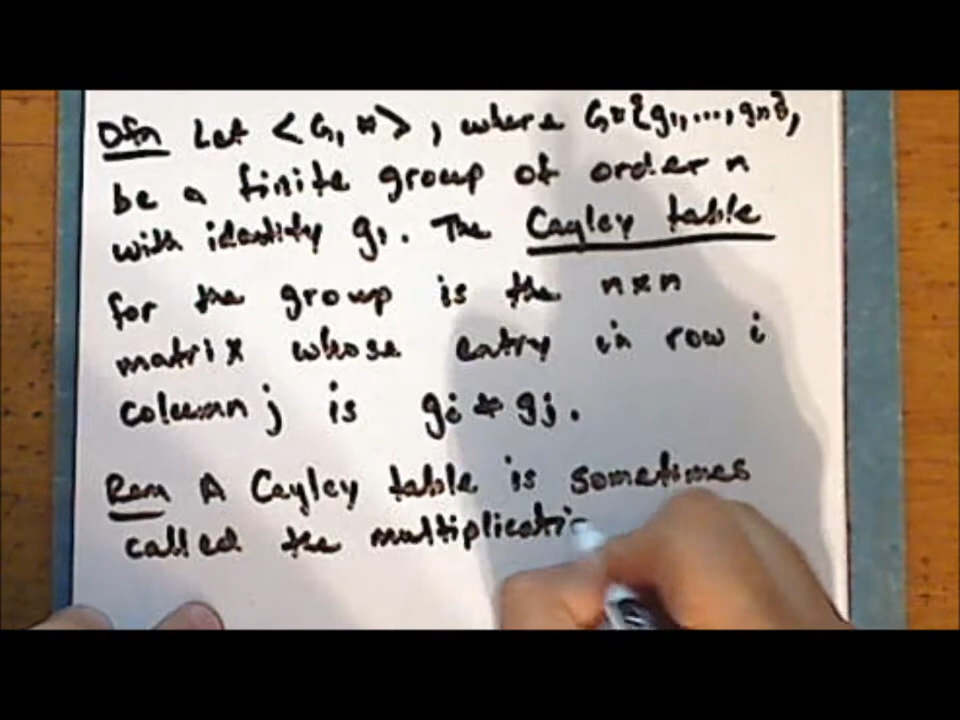 Dfn Let <G, *>, where G={g₁,...,gₙ},
be a finite group of order n
with identity g₁. The Cayley table
for the group is the n×n
matrix whose entry in row i
column j is gᵢ * gⱼ.
Rem A Cayley table is sometimes
called the multiplicatio